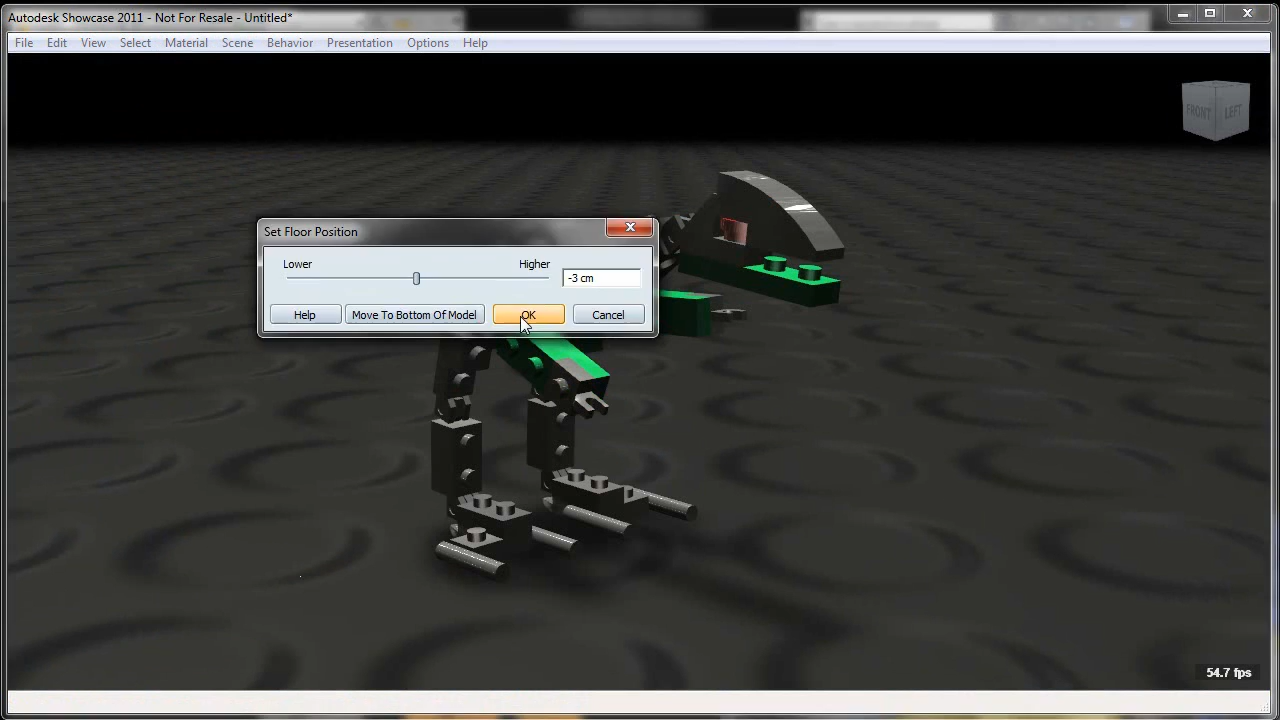 Autodesk Showcase 2011 - Not For Resale - Untitled*
File Edit View Select Material Scene Behavior Presentation Options Help
FRONT LEFT
Set Floor Position
Lower Higher
-3 cm
Help Move To Bottom Of Model OK Cancel
54.7 fps